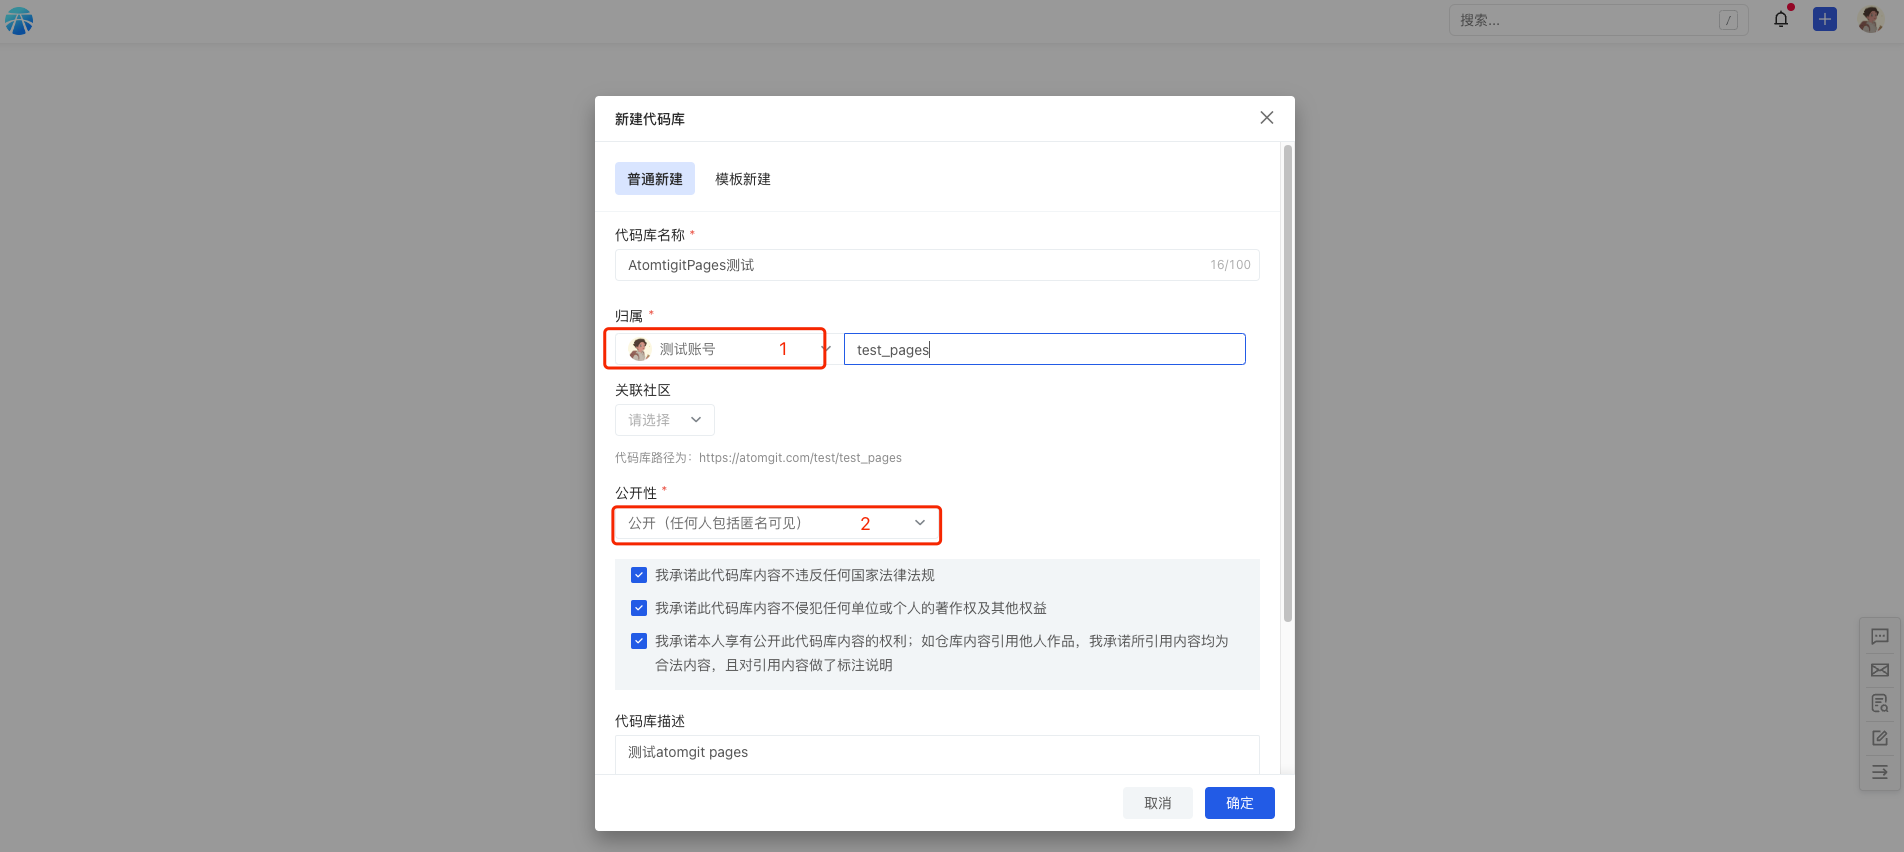 搜索... /
新建代码库
普通新建 模板新建
代码库名称 *
AtomtigitPages测试 16/100
归属 *
测试账号 1 test_pages
关联社区
请选择
代码库路径为：https://atomgit.com/test/test_pages
公开性 *
公开（任何人包括匿名可见） 2
我承诺此代码库内容不违反任何国家法律法规
我承诺此代码库内容不侵犯任何单位或个人的著作权及其他权益
我承诺本人享有公开此代码库内容的权利；如仓库内容引用他人作品，我承诺所引用内容均为
合法内容，且对引用内容做了标注说明
代码库描述
测试atomgit pages
取消 确定